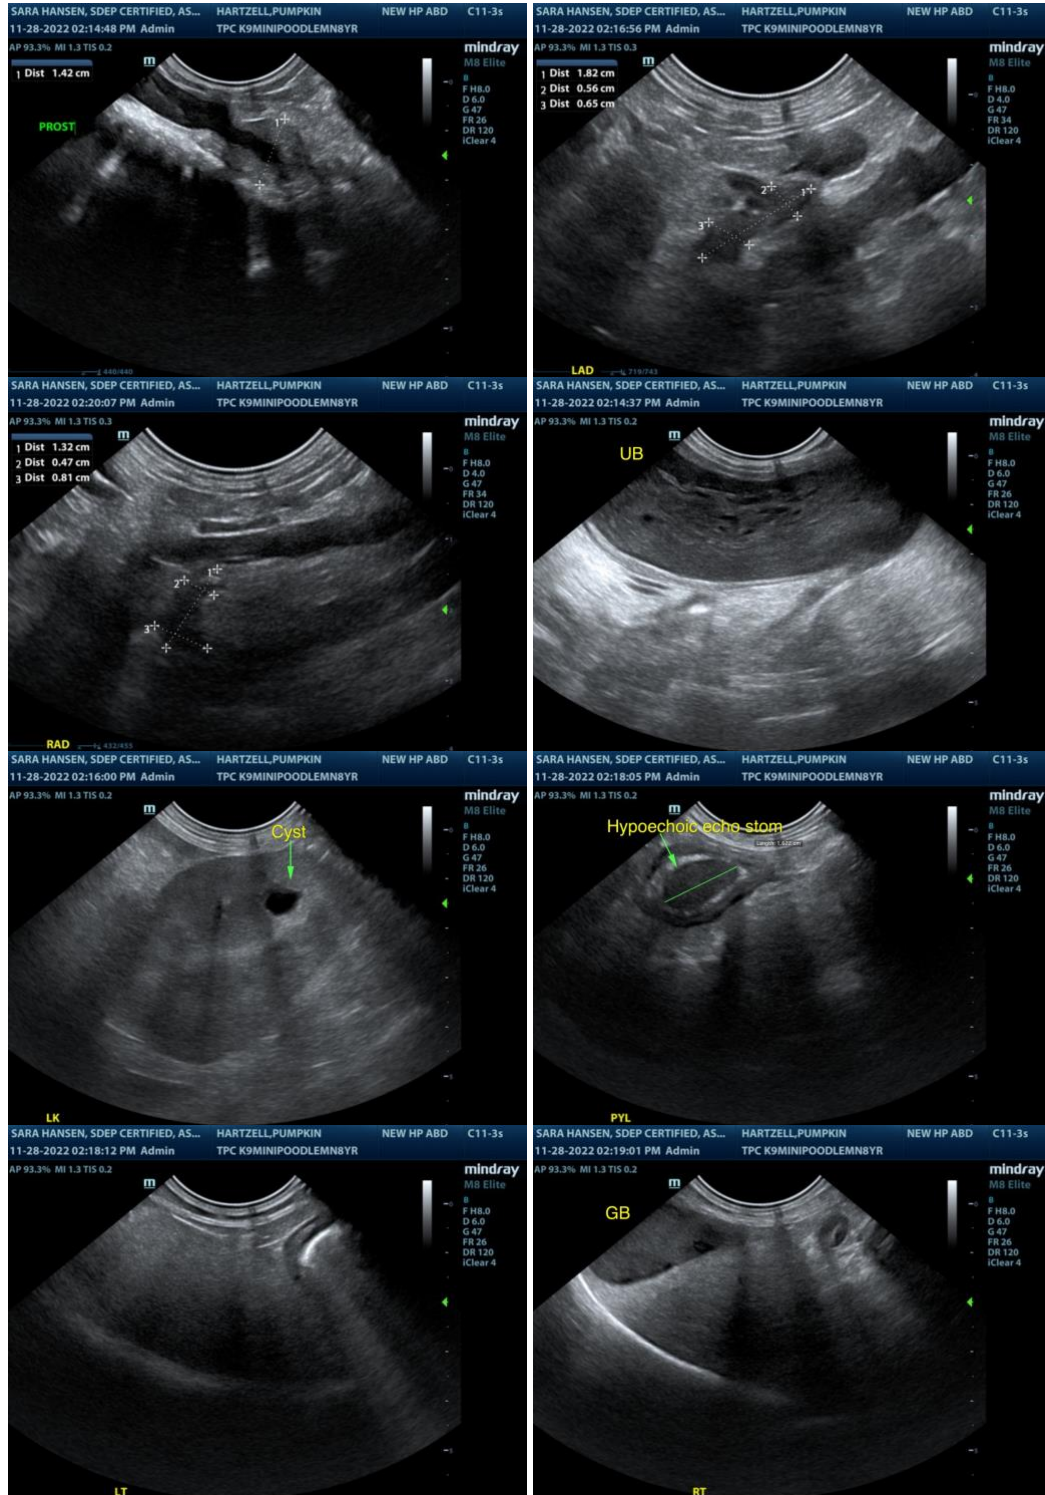 SARA HANSEN, SDEP CERTIFIED, AS... HARTZELL,PUMPKIN NEW HP ABD C11-3s
11-28-2022 02:14:48 PM Admin TPC K9MINIPOODLEMN8YR
AP 93.3% MI 1.3 TIS 0.2
mindray
M8 Elite
1 Dist 1.42 cm
m
B
F H8.0
D 6.0
G 47
FR 26
DR 120
iClear 4
PROST
1
0
5
440/440
SARA HANSEN, SDEP CERTIFIED, AS... HARTZELL,PUMPKIN NEW HP ABD C11-3s
11-28-2022 02:16:56 PM Admin TPC K9MINIPOODLEMN8YR
AP 93.3% MI 1.3 TIS 0.3
mindray
M8 Elite
1 Dist 1.82 cm
2 Dist 0.56 cm
3 Dist 0.65 cm
m
B
F H8.0
D 6.0
G 47
FR 34
DR 120
iClear 4
2
1
3
LAD
719/743
SARA HANSEN, SDEP CERTIFIED, AS... HARTZELL,PUMPKIN NEW HP ABD C11-3s
11-28-2022 02:20:07 PM Admin TPC K9MINIPOODLEMN8YR
AP 93.3% MI 1.3 TIS 0.3
mindray
M8 Elite
1 Dist 1.32 cm
2 Dist 0.47 cm
3 Dist 0.81 cm
m
B
F H8.0
D 4.0
G 47
FR 34
DR 120
iClear 4
1
2
3
RAD
432/455
SARA HANSEN, SDEP CERTIFIED, AS... HARTZELL,PUMPKIN NEW HP ABD C11-3s
11-28-2022 02:14:37 PM Admin TPC K9MINIPOODLEMN8YR
AP 93.3% MI 1.3 TIS 0.2
mindray
M8 Elite
m
B
F H8.0
D 6.0
G 47
FR 26
DR 120
iClear 4
UB
SARA HANSEN, SDEP CERTIFIED, AS... HARTZELL,PUMPKIN NEW HP ABD C11-3s
11-28-2022 02:16:00 PM Admin TPC K9MINIPOODLEMN8YR
AP 93.3% MI 1.3 TIS 0.2
mindray
M8 Elite
m
B
F H8.0
D 6.0
G 47
FR 26
DR 120
iClear 4
Cyst
LK
SARA HANSEN, SDEP CERTIFIED, AS... HARTZELL,PUMPKIN NEW HP ABD C11-3s
11-28-2022 02:18:05 PM Admin TPC K9MINIPOODLEMN8YR
AP 93.3% MI 1.3 TIS 0.2
mindray
M8 Elite
m
B
F H8.0
D 6.0
G 47
FR 26
DR 120
iClear 4
Hypoechoic echo stom
PYL
SARA HANSEN, SDEP CERTIFIED, AS... HARTZELL,PUMPKIN NEW HP ABD C11-3s
11-28-2022 02:18:12 PM Admin TPC K9MINIPOODLEMN8YR
AP 93.3% MI 1.3 TIS 0.2
mindray
M8 Elite
m
B
F H8.0
D 6.0
G 47
FR 26
DR 120
iClear 4
LT
SARA HANSEN, SDEP CERTIFIED, AS... HARTZELL,PUMPKIN NEW HP ABD C11-3s
11-28-2022 02:19:01 PM Admin TPC K9MINIPOODLEMN8YR
AP 93.3% MI 1.3 TIS 0.2
mindray
M8 Elite
m
B
F H8.0
D 6.0
G 47
FR 26
DR 120
iClear 4
GB
RT